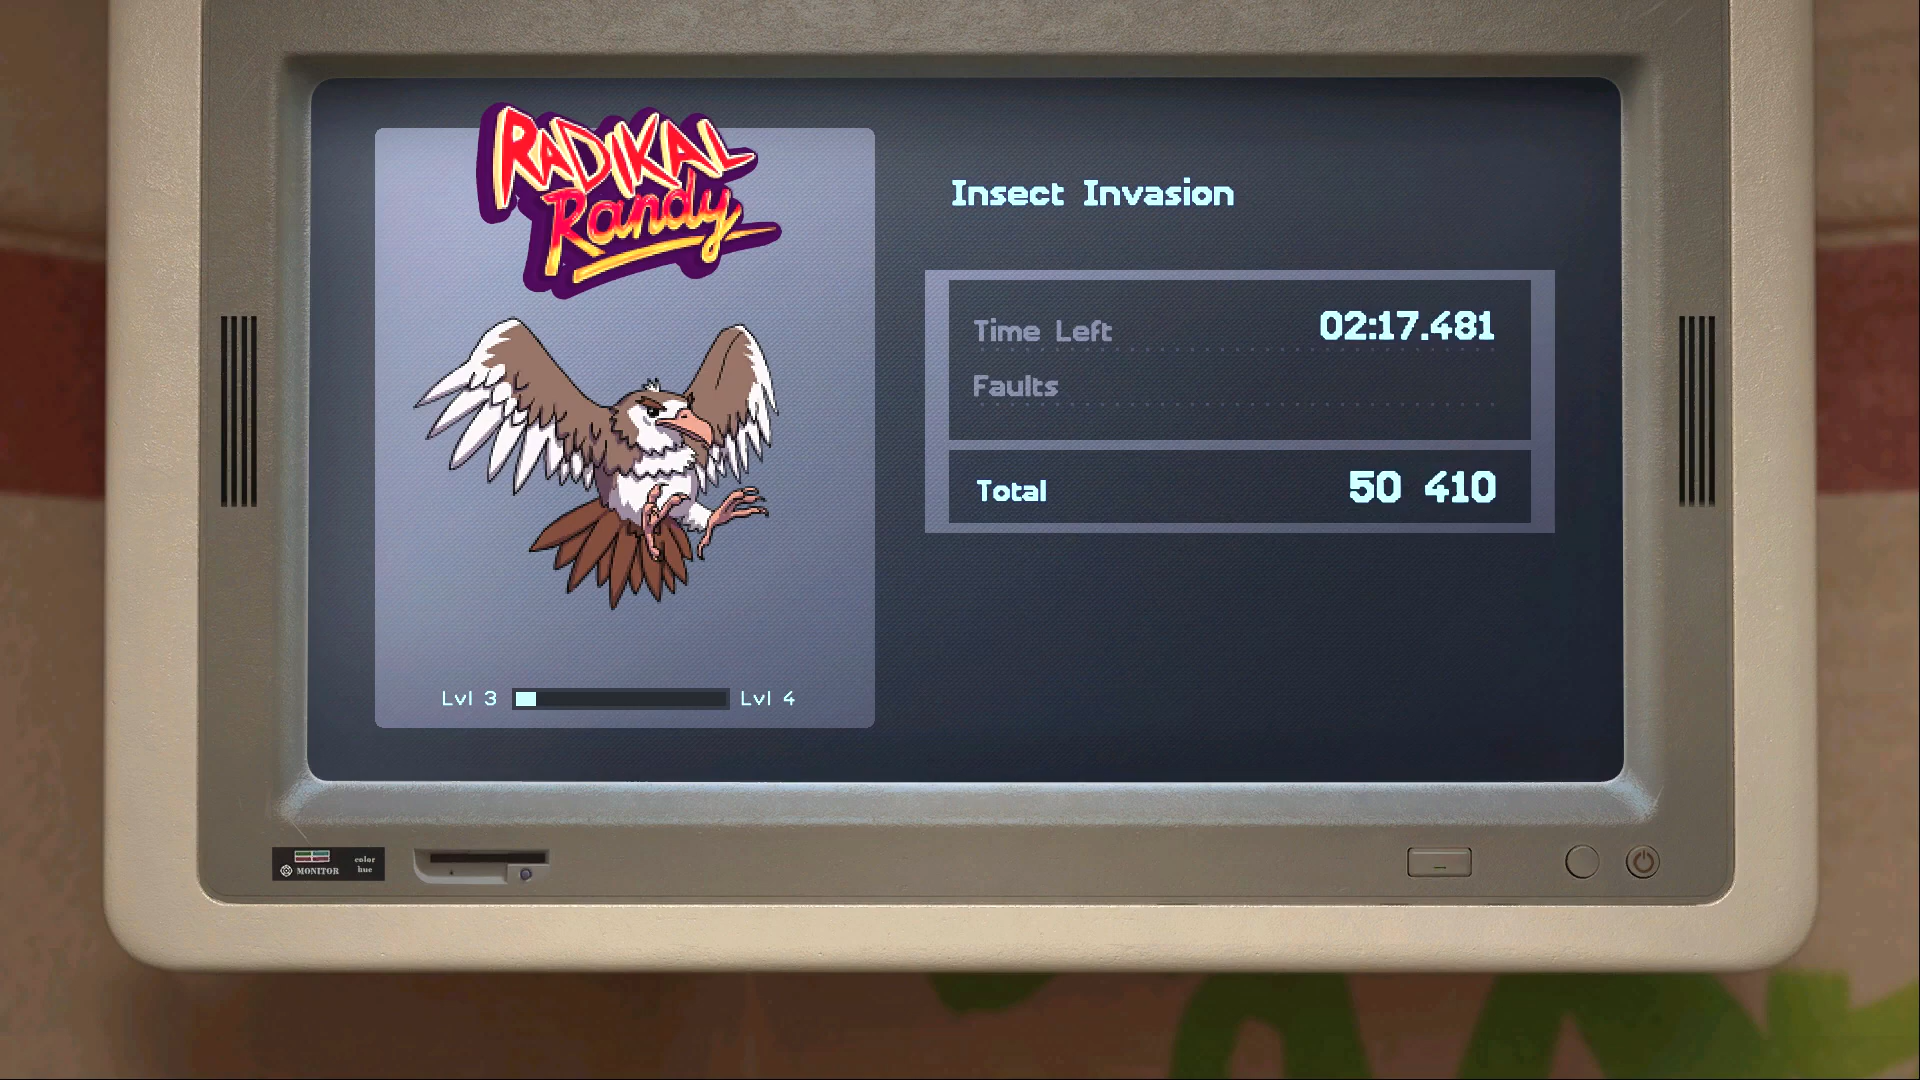 RADIKAL
Randy
Insect Invasion
Time Left 02:17.481
Faults
Total 50 410
Lvl 3 Lvl 4
MONITOR color
hue